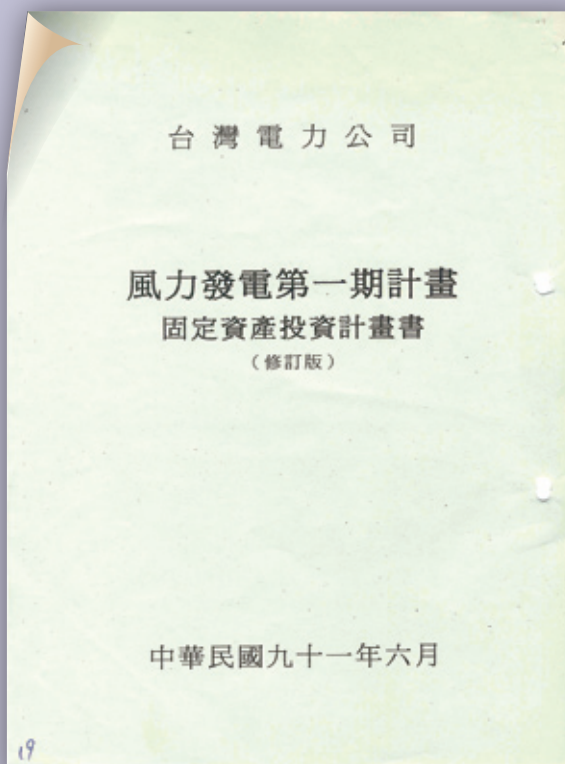 台灣電力公司
風力發電第一期計畫
固定資產投資計畫書
（修訂版）
中華民國九十一年六月
19